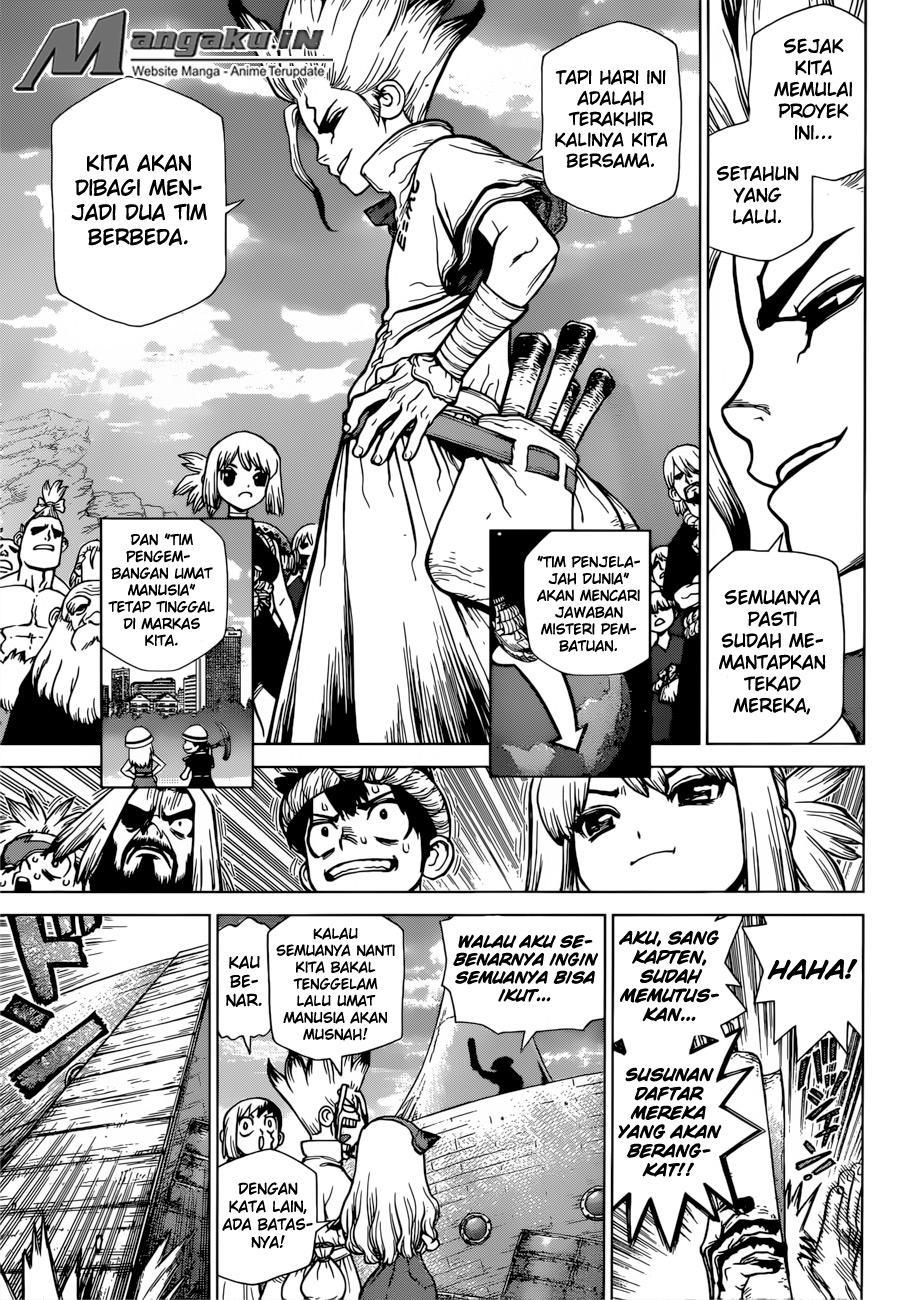 Mangaku.iN
Website Manga - Anime Terupdate
SEJAK
KITA
MEMULAI
PROYEK
INI...
SETAHUN
YANG
LALU.
SEMUANYA
PASTI
SUDAH ME-
MANTAPKAN
TEKAD
MEREKA,
TAPI HARI INI
ADALAH
TERAKHIR
KALINYA KITA
BERSAMA.
KITA AKAN
DIBAGI MEN-
JADI DUA TIM
BERBEDA.
"TIM PENJELA-
JAH DUNIA"
AKAN MENCARI
JAWABAN
MISTERI PEM-
BATUAN.
DAN "TIM
PENGEM-
BANGAN UMAT
MANUSIA"
TETAP TINGGAL
DI MARKAS
KITA.
HAHA!
AKU, SANG
KAPTEN,
SUDAH
MEMUTUS-
KAN...
SUSUNAN
DAFTAR
MEREKA
YANG AKAN
BERANG-
KAT!!
WALAU AKU SE-
BENARNYA INGIN
SEMUANYA BISA
IKUT...
KALAU
SEMUANYA NANTI
KITA BAKAL
TENGGELAM
LALU UMAT
MANUSIA AKAN
MUSNAH!
KAU
BE-
NAR.
DENGAN
KATA LAIN,
ADA BATAS-
NYA!